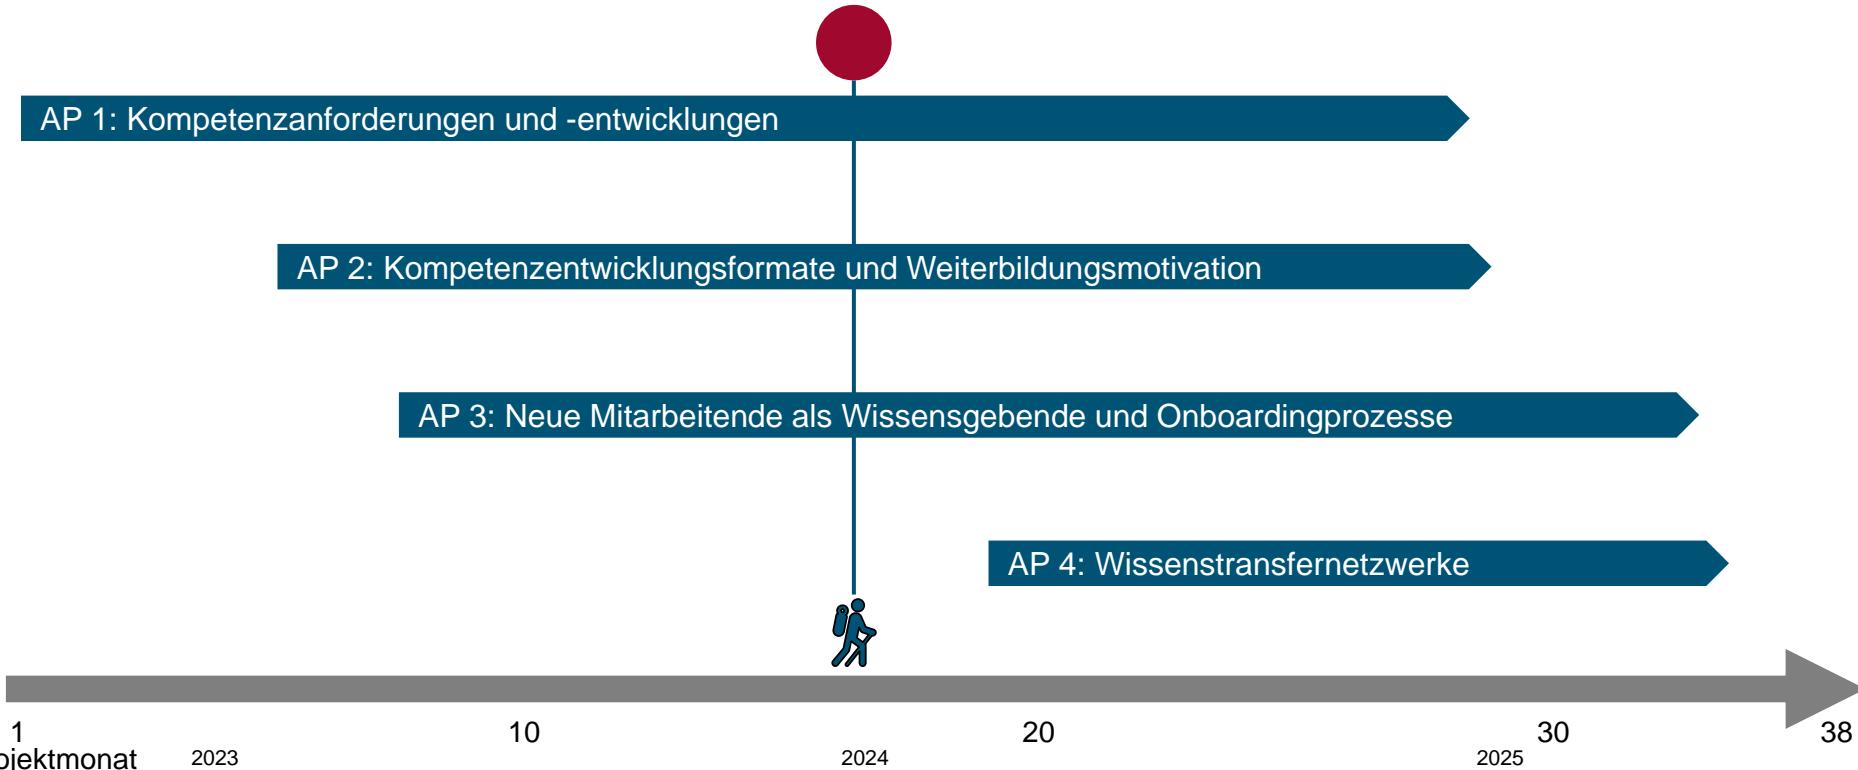 AP 1: Kompetenzanforderungen und -entwicklungen
AP 2: Kompetenzentwicklungsformate und Weiterbildungsmotivation
AP 3: Neue Mitarbeitende als Wissensgebende und Onboardingprozesse
AP 4: Wissenstransfernetzwerke
1 10 20 30 38
ojektmonat 2023 2024 2025